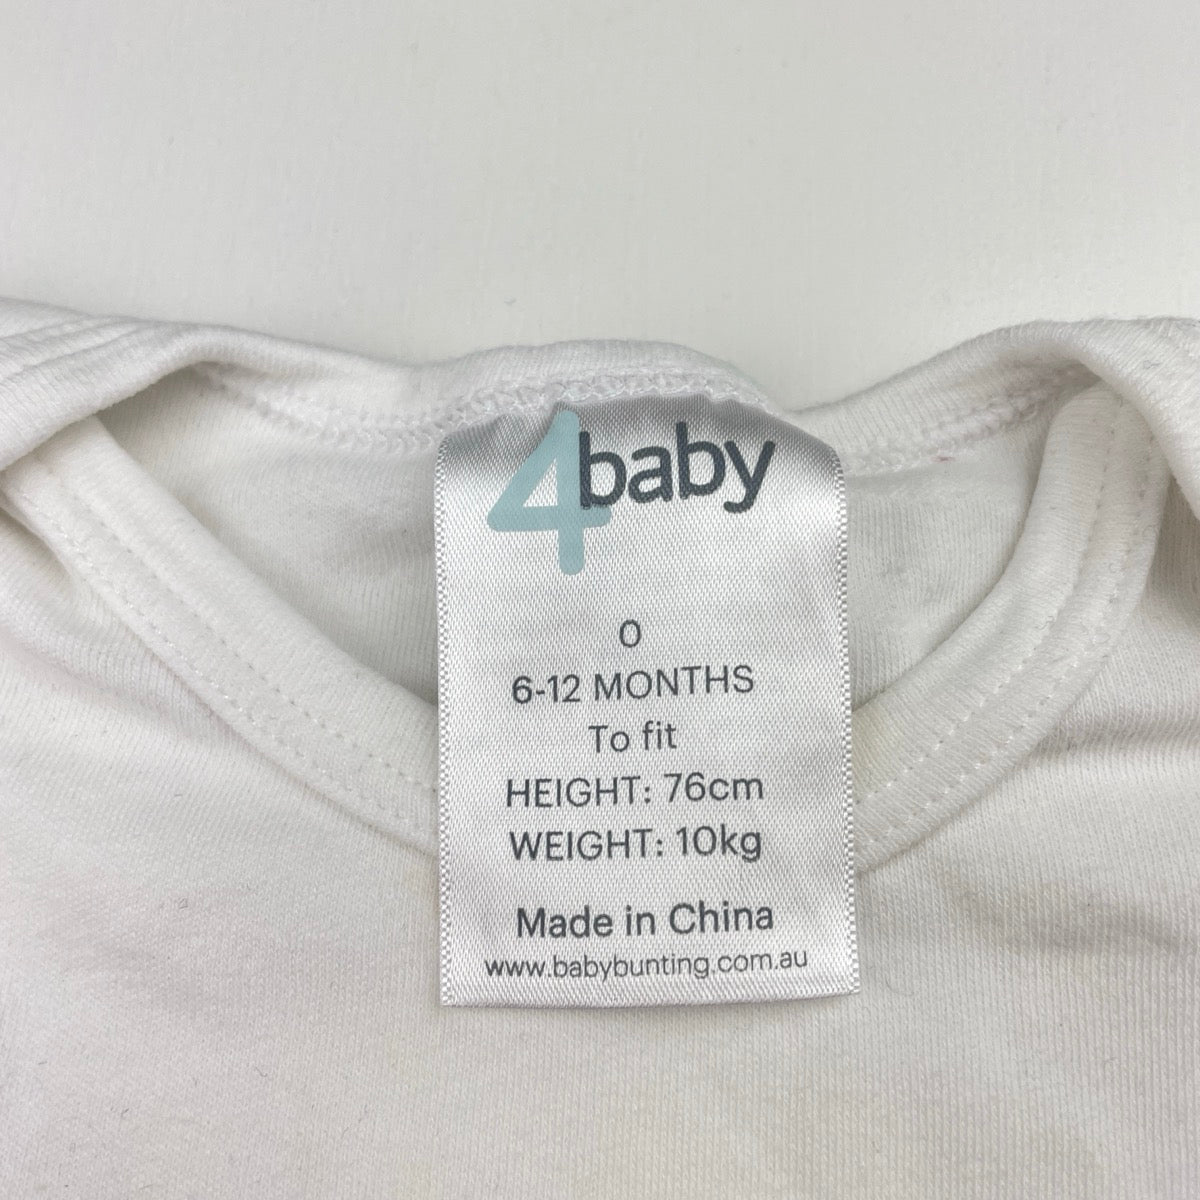 4baby
0
6-12 MONTHS
To fit
HEIGHT: 76cm
WEIGHT: 10kg
Made in China
www.babybunting.com.au